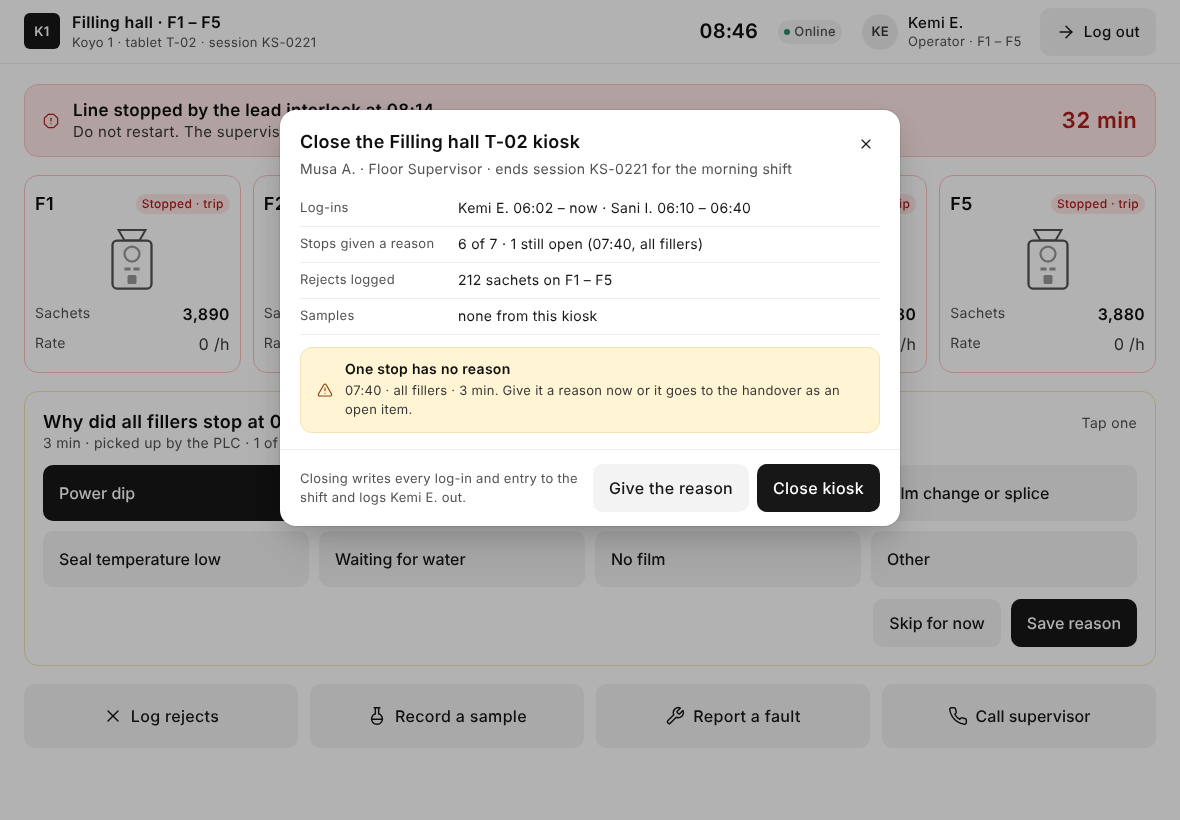 K1
Filling hall · F1 – F5
Koyo 1 · tablet T-02 · session KS-0221
08:46
Online
KE
Kemi E.
Operator · F1 – F5
Log out
Line stopped by the lead interlock at 08:14
Do not restart. The supervis
32 min
Close the Filling hall T-02 kiosk
Musa A. · Floor Supervisor · ends session KS-0221 for the morning shift
Log-ins
Kemi E. 06:02 – now · Sani I. 06:10 – 06:40
Stops given a reason
6 of 7 · 1 still open (07:40, all fillers)
Rejects logged
212 sachets on F1 – F5
Samples
none from this kiosk
One stop has no reason
07:40 · all fillers · 3 min. Give it a reason now or it goes to the handover as an
open item.
Closing writes every log-in and entry to the
shift and logs Kemi E. out.
Give the reason
Close kiosk
F1
Stopped · trip
Sachets
3,890
Rate
0 /h
F5
Stopped · trip
Sachets
3,880
Rate
0 /h
Why did all fillers stop at 0
3 min · picked up by the PLC · 1 of
Tap one
Power dip
lm change or splice
Seal temperature low
Waiting for water
No film
Other
Skip for now
Save reason
Log rejects
Record a sample
Report a fault
Call supervisor